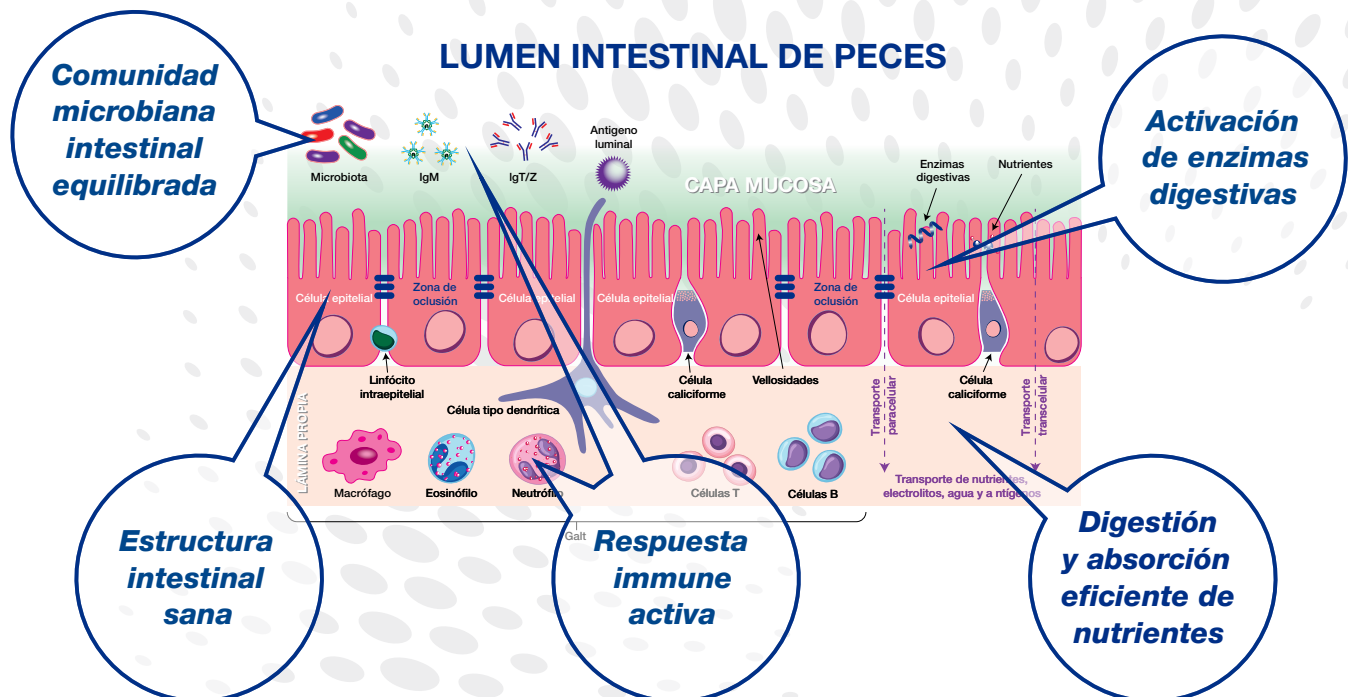 LUMEN INTESTINAL DE PECES
Comunidad
microbiana
intestinal
equilibrada
Activación
de enzimas
digestivas
Microbiota
IgM
IgT/Z
Antigeno
luminal
CAPA MUCOSA
Enzimas
digestivas
Nutrientes
Célula epitelial
Zona de
oclusión
Célula epitelial
Célula epitelial
Zona de
oclusión
Célula epitelial
Linfócito
intraepitelial
Célula tipo dendrítica
Célula
caliciforme
Vellosidades
Célula
caliciforme
Transporte
paracelular
Transporte
transcelular
LÁMINA PROPIA
Macrófago
Eosinófilo
Neutrófilo
Células T
Células B
Transporte de nutrientes,
electrolitos, agua y a ntígenos
Galt
Estructura
intestinal
sana
Respuesta
immune
activa
Digestión
y absorción
eficiente de
nutrientes